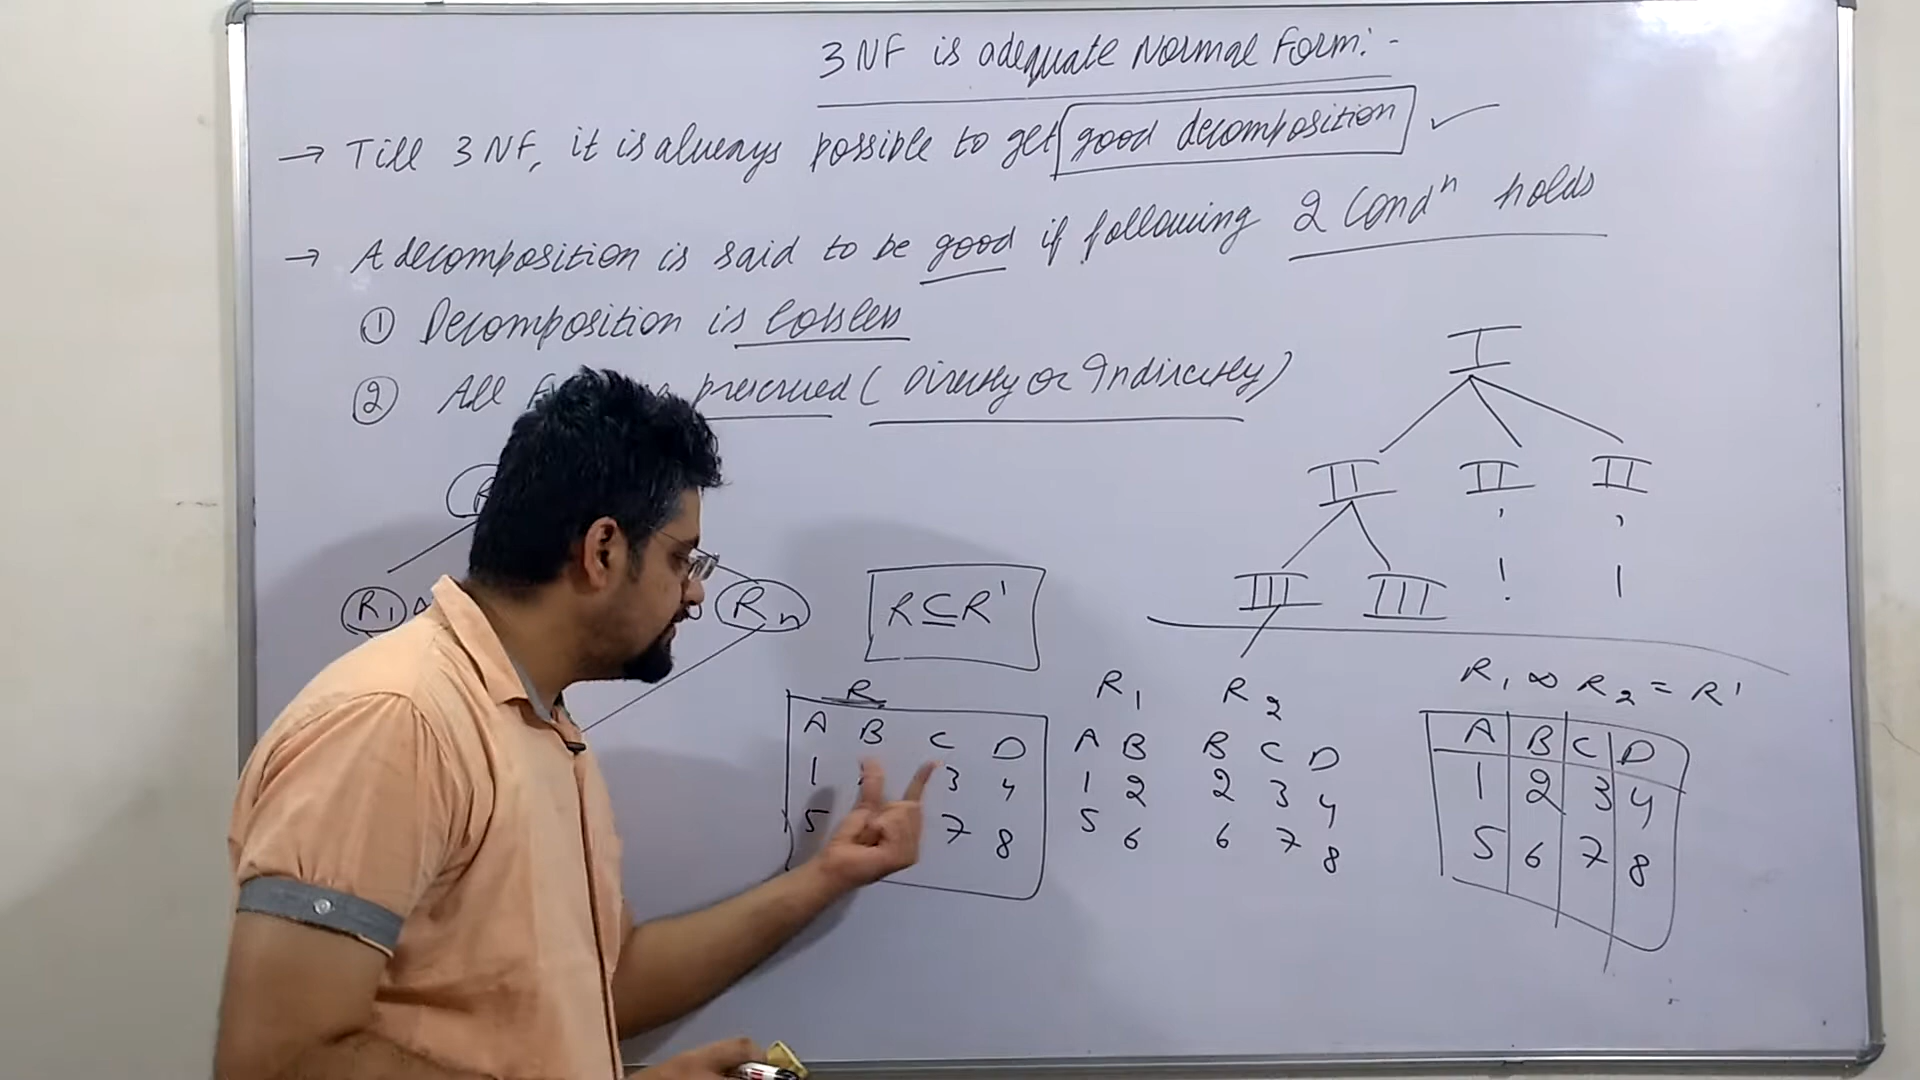 3NF is adequate Normal Form:-
→ Till 3NF, it is always possible to get good decomposition ✓
→ A decomposition is said to be good if following 2 Condⁿ holds
① Decomposition is lossless
② All preserved (Directly or Indirectly)
I
II II II
III III
R1 Rn
R⊆R'
R
A B C D
1 3 4
5 7 8
R1 R2
A B B C D
1 2 2 3 4
5 6 6 7 8
R1 ∞ R2 = R'
A B C D
1 2 3 4
5 6 7 8